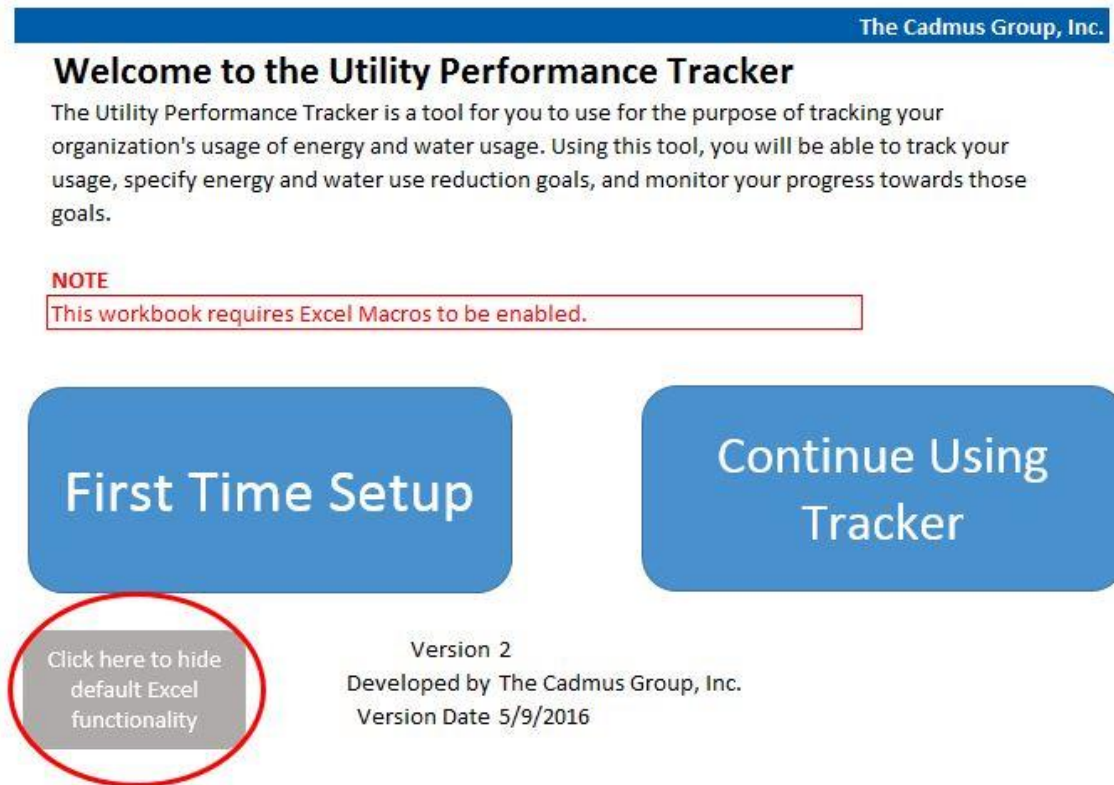 The Cadmus Group, Inc.
Welcome to the Utility Performance Tracker
The Utility Performance Tracker is a tool for you to use for the purpose of tracking your
organization's usage of energy and water usage. Using this tool, you will be able to track your
usage, specify energy and water use reduction goals, and monitor your progress towards those
goals.
NOTE
This workbook requires Excel Macros to be enabled.
First Time Setup
Continue Using
Tracker
Click here to hide
default Excel
functionality
Version 2
Developed by The Cadmus Group, Inc.
Version Date 5/9/2016